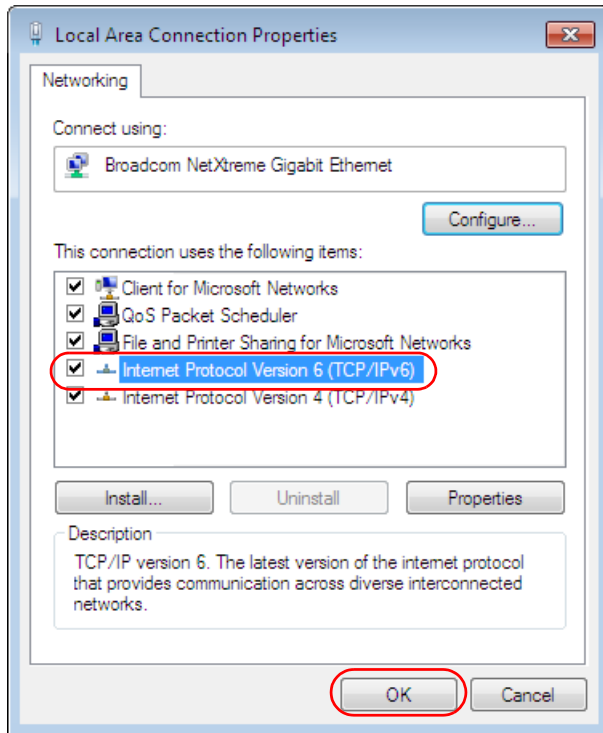 Local Area Connection Properties
Networking
Connect using:
Broadcom NetXtreme Gigabit Ethernet
Configure...
This connection uses the following items:
Client for Microsoft Networks
QoS Packet Scheduler
File and Printer Sharing for Microsoft Networks
Internet Protocol Version 6 (TCP/IPv6)
Internet Protocol Version 4 (TCP/IPv4)
Install...
Uninstall
Properties
Description
TCP/IP version 6. The latest version of the internet protocol
that provides communication across diverse interconnected
networks.
OK
Cancel